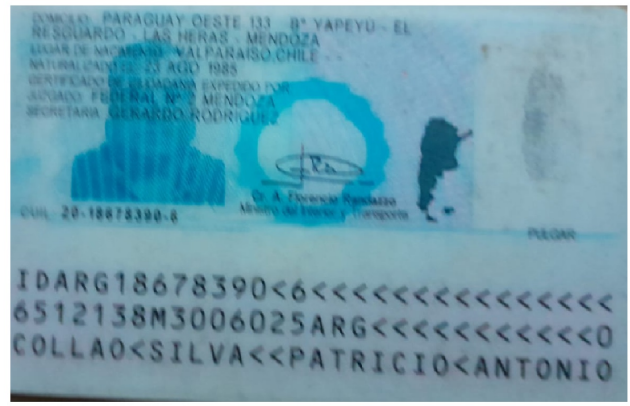 DOMICILIO: PARAGUAY OESTE 133 Bº YAPEYU - EL
RESGUARDO - LAS HERAS - MENDOZA
LUGAR DE NACIMIENTO: VALPARAISO, CHILE - -
NATURALIZADO EL 23 AGO 1985
CERTIFICADO DE CIUDADANIA EXPEDIDO POR
JUZGADO: FEDERAL Nº 2 MENDOZA
SECRETARIA: GERARDO RODRIGUEZ
Dr. A. Florencio Randazzo
Ministro del Interior y Transporte
CUIL 20-18678390-6
PULGAR
IDARG18678390<6<<<<<<<<<<<<<<<
6512138M3006025ARG<<<<<<<<<<<0
COLLAO<SILVA<<PATRICIO<ANTONIO